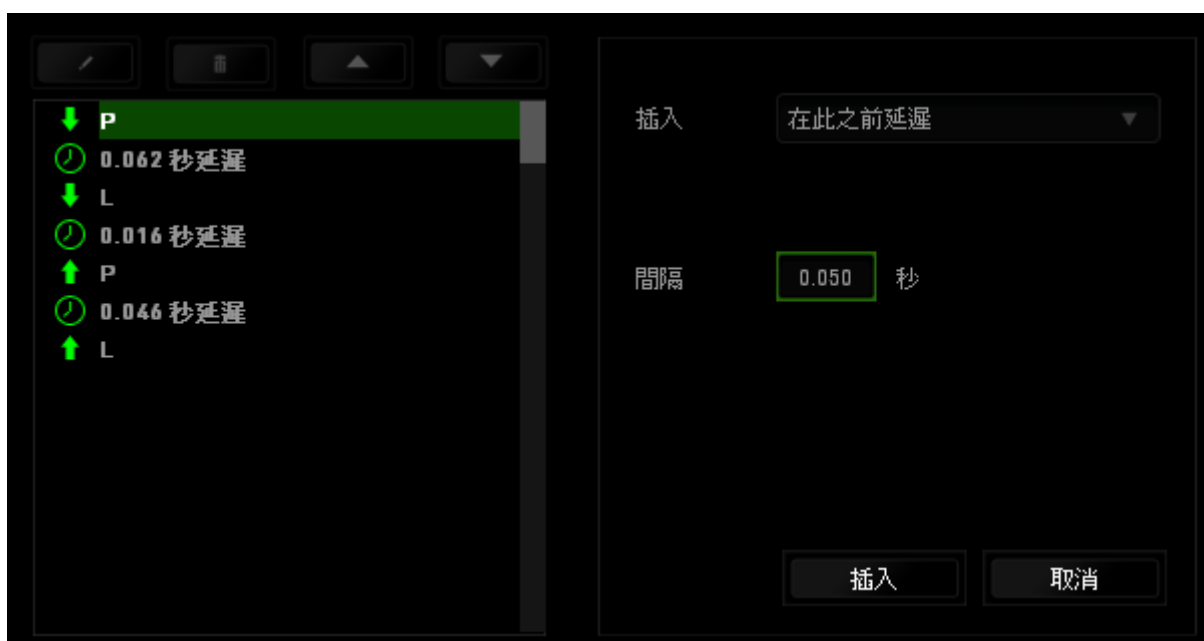 P
0.062 秒延遲
L
0.016 秒延遲
P
0.046 秒延遲
L
插入 在此之前延遲
間隔 0.050 秒
插入 取消